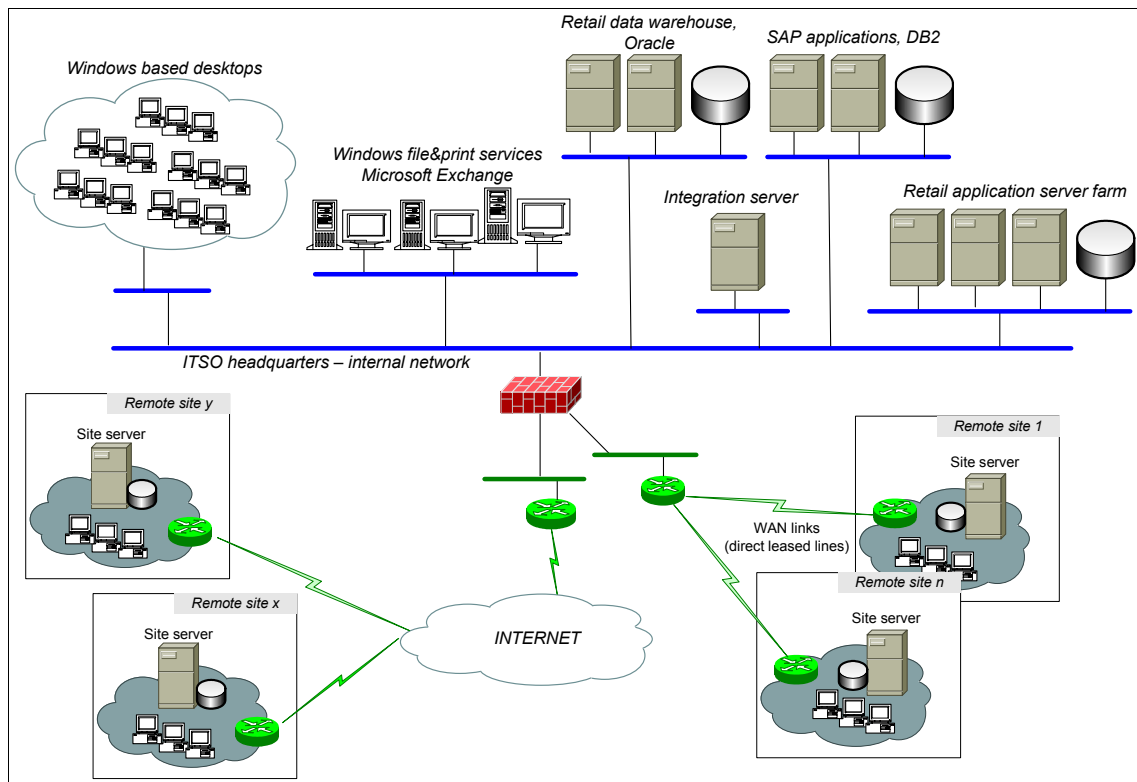 Retail data warehouse,
Oracle
SAP applications, DB2
Windows based desktops
Windows file&print services
Microsoft Exchange
Integration server
Retail application server farm
ITSO headquarters – internal network
Remote site y
Site server
Remote site 1
Site server
WAN links
(direct leased lines)
Remote site x
Site server
INTERNET
Remote site n
Site server